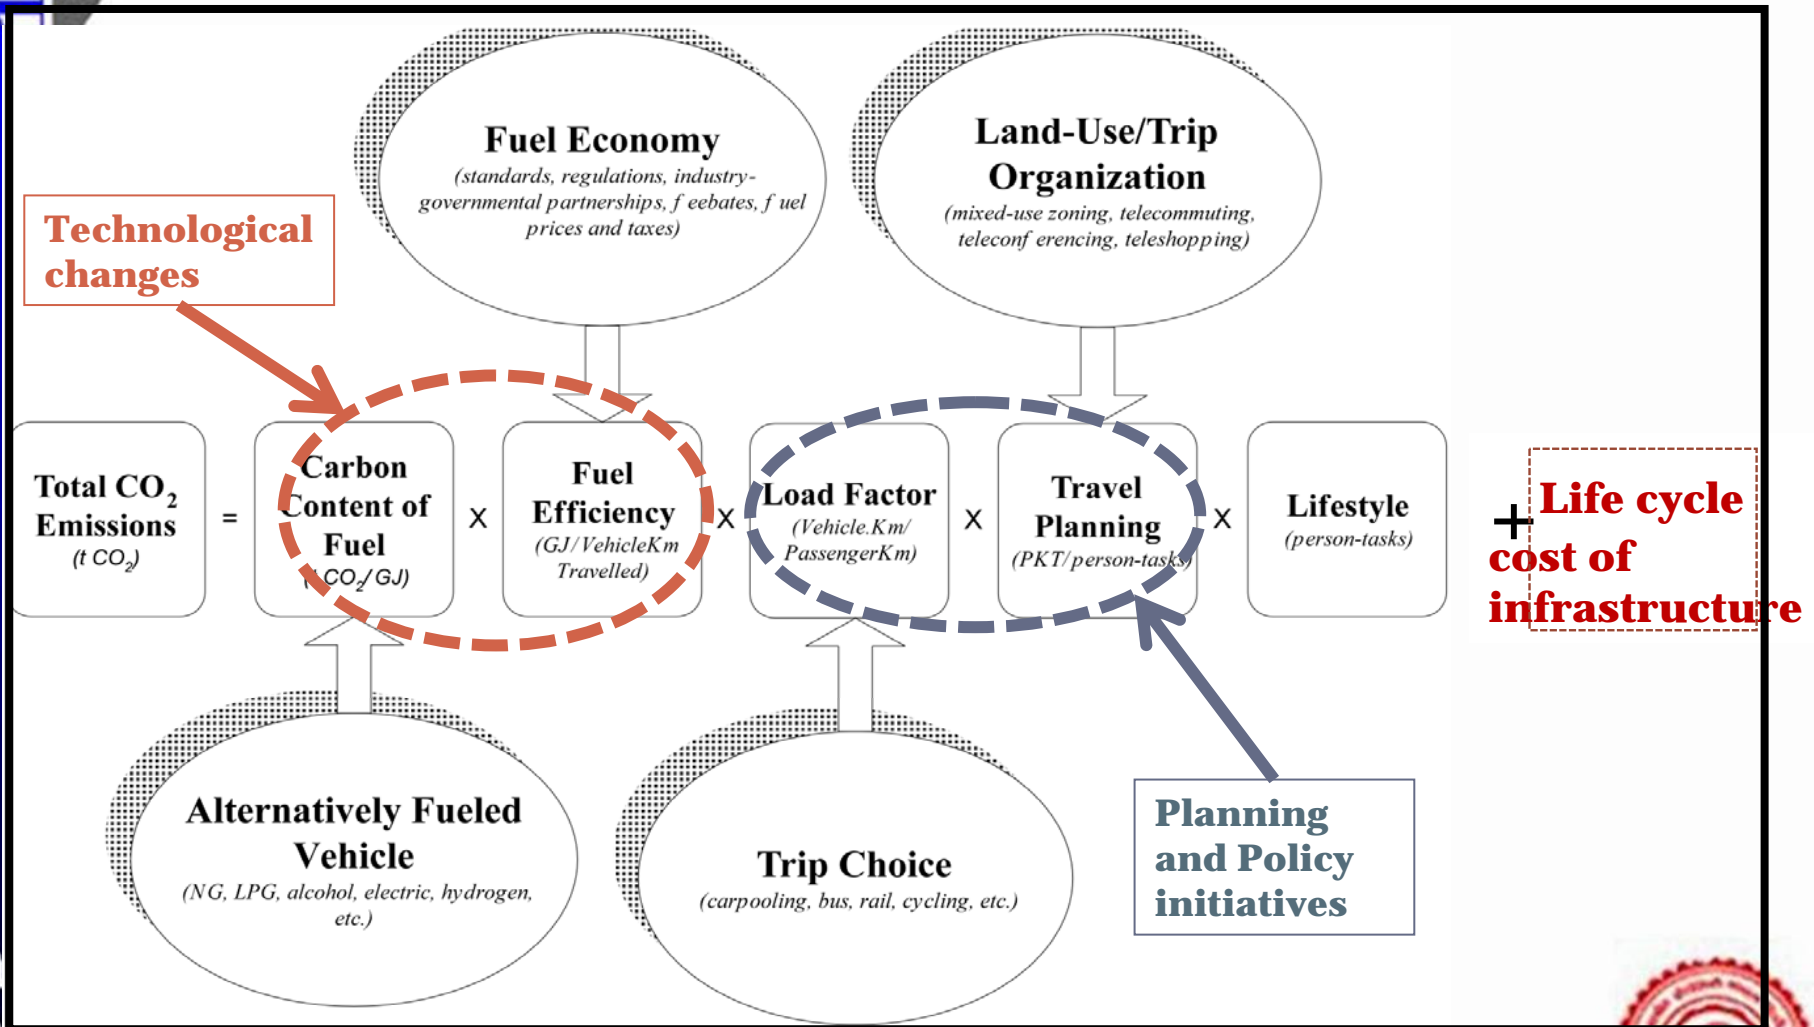 Fuel Economy
(standards, regulations, industry-
governmental partnerships, f eebates, f uel
prices and taxes)
Land-Use/Trip
Organization
(mixed-use zoning, telecommuting,
teleconf erencing, teleshopping)
Technological
changes
Total CO2
Emissions
(t CO2)
=
Carbon
Content of
Fuel
(t CO2/GJ)
X
Fuel
Efficiency
(GJ/VehicleKm
Travelled)
X
Load Factor
(Vehicle.Km/
PassengerKm)
X
Travel
Planning
(PKT/person-tasks)
X
Lifestyle
(person-tasks)
+
Life cycle
cost of
infrastructure
Alternatively Fueled
Vehicle
(NG, LPG, alcohol, electric, hydrogen,
etc.)
Trip Choice
(carpooling, bus, rail, cycling, etc.)
Planning
and Policy
initiatives